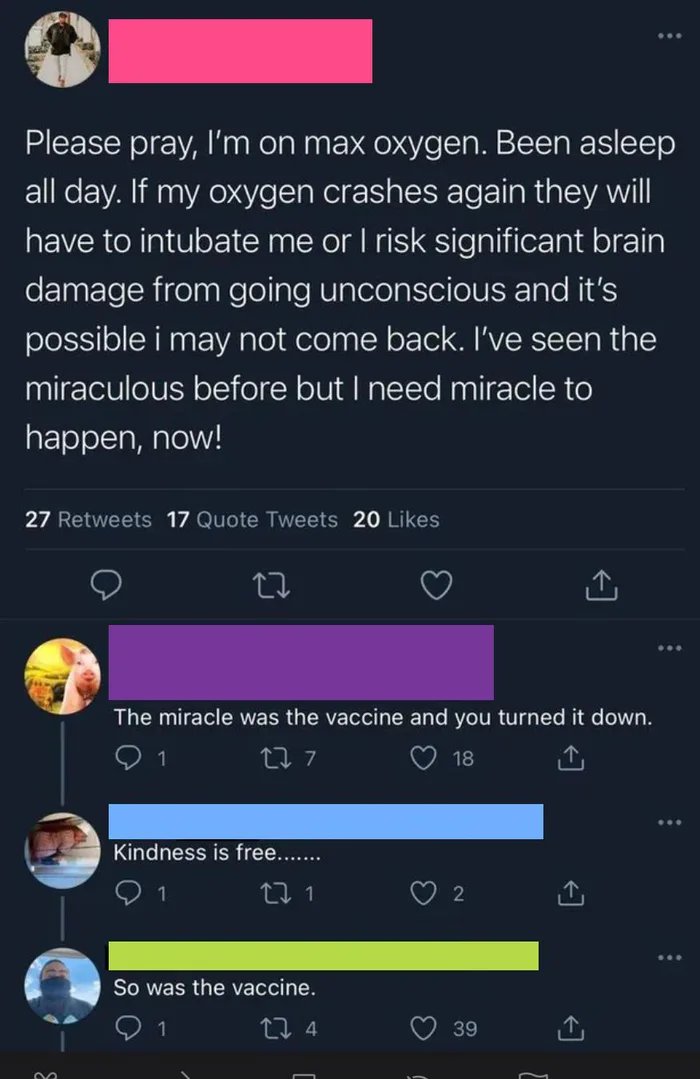 Please pray, I'm on max oxygen. Been asleep
all day. If my oxygen crashes again they will
have to intubate me or I risk significant brain
damage from going unconscious and it's
possible i may not come back. I've seen the
miraculous before but I need miracle to
happen, now!
27 Retweets 17 Quote Tweets 20 Likes
The miracle was the vaccine and you turned it down.
1 7 18
Kindness is free.......
1 1 2
So was the vaccine.
1 4 39